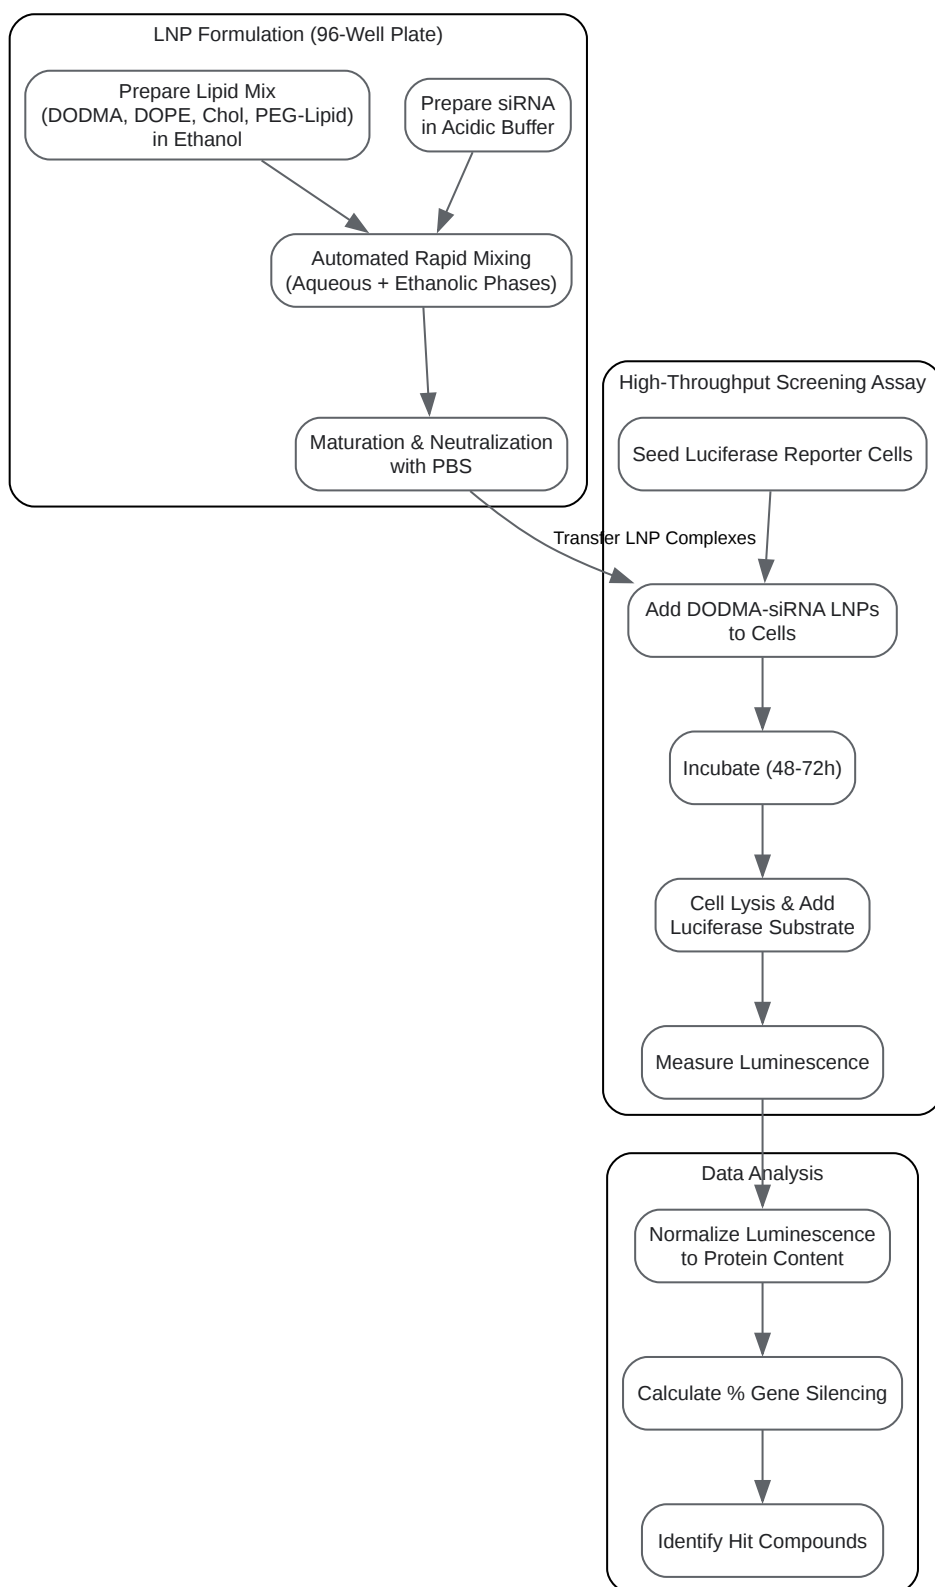 LNP Formulation (96-Well Plate)
Prepare Lipid Mix
(DODMA, DOPE, Chol, PEG-Lipid)
in Ethanol
Prepare siRNA
in Acidic Buffer
Automated Rapid Mixing
(Aqueous + Ethanolic Phases)
Maturation & Neutralization
with PBS
High-Throughput Screening Assay
Seed Luciferase Reporter Cells
Transfer LNP Complexes
Add DODMA-siRNA LNPs
to Cells
Incubate (48-72h)
Cell Lysis & Add
Luciferase Substrate
Measure Luminescence
Data Analysis
Normalize Luminescence
to Protein Content
Calculate % Gene Silencing
Identify Hit Compounds